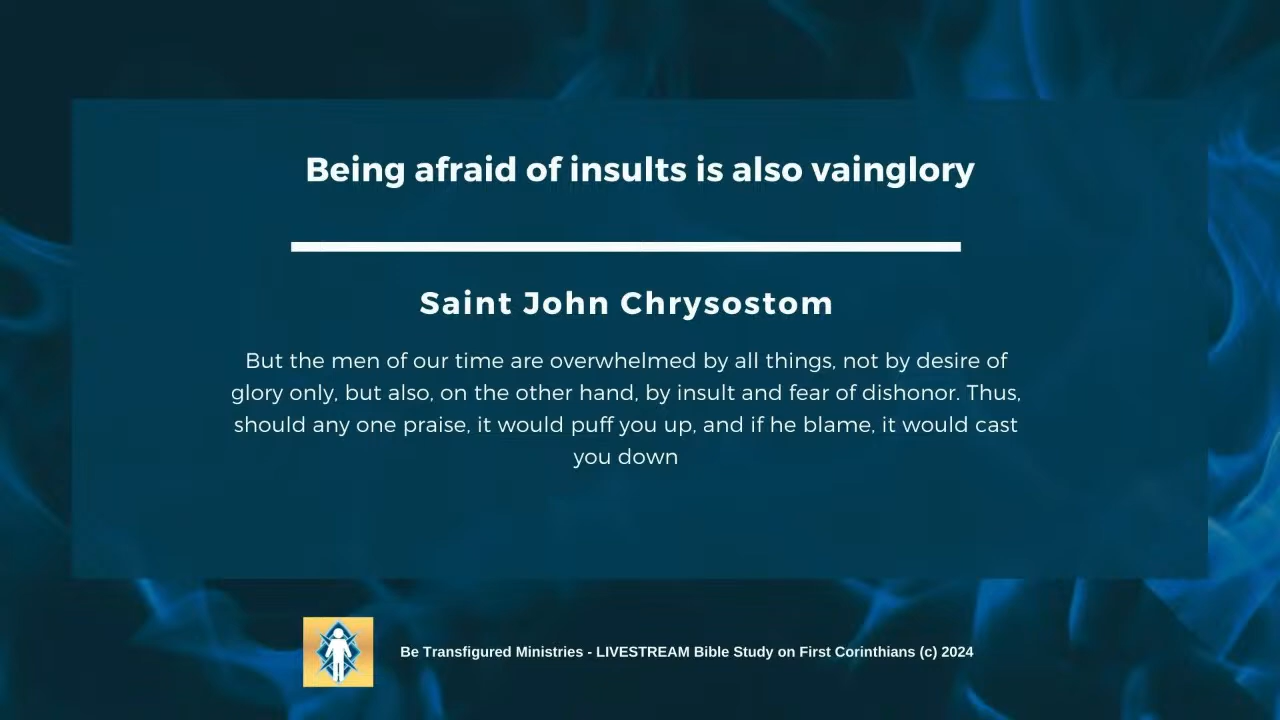 Being afraid of insults is also vainglory
Saint John Chrysostom
But the men of our time are overwhelmed by all things, not by desire of
glory only, but also, on the other hand, by insult and fear of dishonor. Thus,
should any one praise, it would puff you up, and if he blame, it would cast
you down
Be Transfigured Ministries - LIVESTREAM Bible Study on First Corinthians (c) 2024